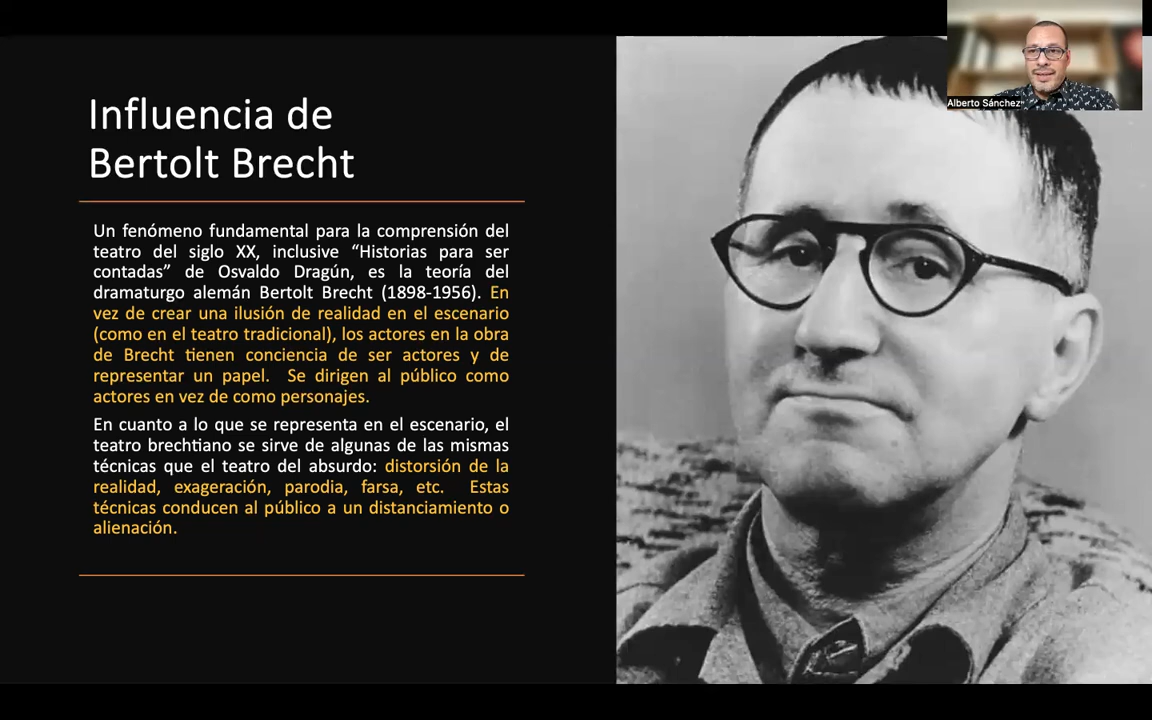 Influencia de
Bertolt Brecht
Un fenómeno fundamental para la comprensión del
teatro del siglo XX, inclusive “Historias para ser
contadas” de Osvaldo Dragún, es la teoría del
dramaturgo alemán Bertolt Brecht (1898-1956). En
vez de crear una ilusión de realidad en el escenario
(como en el teatro tradicional), los actores en la obra
de Brecht tienen conciencia de ser actores y de
representar un papel. Se dirigen al público como
actores en vez de como personajes.
En cuanto a lo que se representa en el escenario, el
teatro brechtiano se sirve de algunas de las mismas
técnicas que el teatro del absurdo: distorsión de la
realidad, exageración, parodia, farsa, etc. Estas
técnicas conducen al público a un distanciamiento o
alienación.
Alberto Sánchez